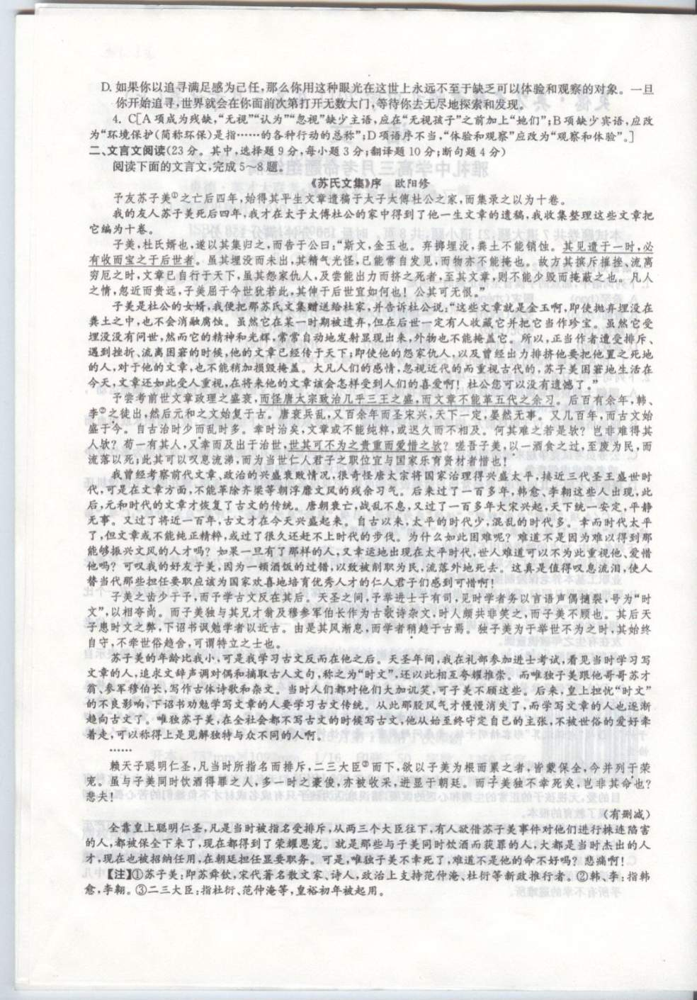 D. 如果你以追寻满足感为己任,那么你用这种眼光在这世上永远不至于缺乏可以体验和观察的对象。一旦
你开始追寻,世界就会在你面前次第打开无数大门,等待你去无尽地探索和发现。
4. C[A项成为残缺,“无视”“认为”“忽视”缺少主语,应在“无视孩子”之前加上“她们”;B项缺少宾语,应改
为“环境保护(简称环保)是指……的各种行动的总称”;D项语序不当,“体验和观察”应改为“观察和体验”。]
二、文言文阅读(23分。其中,选择题9分,每小题3分;翻译题10分;断句题4分)
阅读下面的文言文,完成5~8题。
《苏氏文集》序 欧阳修
予友苏子美①之亡后四年,始得其平生文章遗稿于太子太傅杜公之家,而集录之以为十卷。
我的友人苏子美死后四年,我才在太子太傅杜公的家中得到了他一生文章的遗稿,我收集整理这些文章把
它编为十卷。
子美,杜氏婿也,遂以其集归之,而告于公曰:“斯文,金玉也。弃掷埋没,粪土不能销蚀。其见遗于一时,必
有收而宝之于后世者。虽其埋没而未出,其精气光怪,已能常自发见,而物亦不能掩也。故方其摈斥摧挫、流离
穷厄之时,文章已自行于天下,虽其怨家仇人,及尝能出力而挤之死者,至其文章,则不能少毁而掩蔽之也。凡人
之情,忽近而贵远,子美屈于今世犹若此,其伸于后世宜如何也!公其可无恨。”
子美是杜公的女婿,我便把那苏氏文集赠送给杜家,并告诉杜公说:“这些文章就是金玉啊,即使抛弃埋没在
粪土之中,也不会消融腐蚀。虽然它在某一时期被遗弃,但在后世一定有人收藏它并把它当作珍宝。虽然它受
埋没没有问世,然而它的精神和光辉,常常自动地发射显现出来,外物也不能掩盖它。所以,正当作者遭受排斥、
遇到挫折、流离困窘的时候,他的文章已经传于天下;即使他的怨家仇人,以及曾经出力排挤他要把他置之死地
的人,对于他的文章,也不能稍加损毁掩盖。大凡人们的感情,忽视近代的而重视古代的,苏子美困窘地生活在
今天,文章还如此受人重视,在将来他的文章该会怎样受到人们的喜爱啊!杜公您可以没有遗憾了。”
予尝考前世文章政理之盛衰,而怪唐太宗致治几乎三王之盛,而文章不能革五代之余习。后百有余年,韩、
李②之徒出,然后元和之文始复于古。唐衰兵乱,又百余年而圣宋兴,天下一定,晏然无事。又几百年,而古文始
盛于今。自古治时少而乱时多。幸时治矣,文章或不能纯粹,或迟久而不相及。何其难之若是欤?岂非难得其
人欤?苟一有其人,又幸而及出于治世,世其可不为之贵重而爱惜之欤?嗟吾子美,以一酒食之过,至废为民,而
流落以死;此其可以叹息流涕,而为当世仁人君子之职位宜与国家乐育贤材者惜也!
我曾经考察前代文章、政治的兴盛衰败情况,很奇怪唐太宗将国家治理得兴盛太平,接近三代圣王盛世时
代,可是在文章方面,不能革除齐梁等朝浮靡文风的残余习气。后来过了一百多年,韩愈、李翱这些人出现,此
后,元和时代的文章才恢复了古文的传统。唐朝衰亡,战乱不息,又过了一百多年大宋兴起,天下统一安定,平静
无事。又过了将近一百年,古文才在今天兴盛起来。自古以来,太平的时代少,混乱的时代多。幸而时代太平
了,但文章或不能纯正精粹,或过了很久还赶不上时代的步伐。为什么如此困难呢?难道不是因为难以得到那
能够振兴文风的人才吗?如果一旦有了那样的人,又幸运地出现在太平时代,世人难道可以不为此重视他、爱惜
他吗?可叹我的好友子美,因为一顿酒饭的过错,以致被削职为民,流落外地死去。这真是值得叹息流泪,使人
替当代那些担任要职应该为国家欢喜地培育优秀人才的仁人君子们感到可惜啊!
子美之齿少于予,而予学古文反在其后。天圣之间,予举进士于有司,见时学者务以言语声偶擿裂,号为“时
文”,以相夸尚。而子美独与其兄才翁及穆参军伯长作为古歌诗杂文,时人颇共非笑之,而子美不顾也。其后天
子患时文之弊,下诏书讽勉学者以近古。由是其风渐息,而学者稍趋于古焉。独子美为于举世不为之时,其始终
自守,不牵世俗趋舍,可谓特立之士也。
苏子美的年龄比我小,可是我学习古文反而在他之后。天圣年间,我在礼部参加进士考试,看见当时学习写
文章的人,追求文辞声调对偶和摘取古人文句,称之为“时文”,还以此相互夸耀推崇。而唯独子美跟他哥哥苏才
翁、参军穆伯长,写作古体诗歌和杂文。当时人们都对他们大加讥笑,可子美不顾这些。后来,皇上担忧“时文”
的不良影响,下诏书劝勉学写文章的人要学习古文传统。从此那股风气才慢慢消失了,而学写文章的人也逐渐
趋向古文了。唯独苏子美,在全社会都不写古文的时候写古文,他从始至终守定自己的主张,不被世俗的爱好牵
着走,可以称得上是见解独特与众不同的人啊。
……
赖天子聪明仁圣,凡当时所指名而排斥,二三大臣③而下,欲以子美为根而累之者,皆蒙保全,今并列于荣
宠。虽与子美同时饮酒得罪之人,多一时之豪俊,亦被收采,进显于朝廷。而子美独不幸死矣,岂非其命也?
悲夫!
(有删减)
全靠皇上聪明仁圣,凡是当时被指名受排斥,从两三个大臣往下,有人欲借苏子美事件对他们进行株连陷害
的人,都被保全下来了,现在都得到了荣耀恩宠。就是那些与子美同时饮酒而获罪的人,大都是当时杰出的人
才,现在也被招纳任用,在朝廷担任显要职务。可是,唯独子美不幸死了,难道不是他的命不好吗?悲痛啊!
【注】①苏子美:即苏舜钦,宋代著名散文家、诗人,政治上支持范仲淹、杜衍等新政推行者。②韩、李:指韩
愈,李翱。③二三大臣:指杜衍、范仲淹等,皇祐初年被起用。